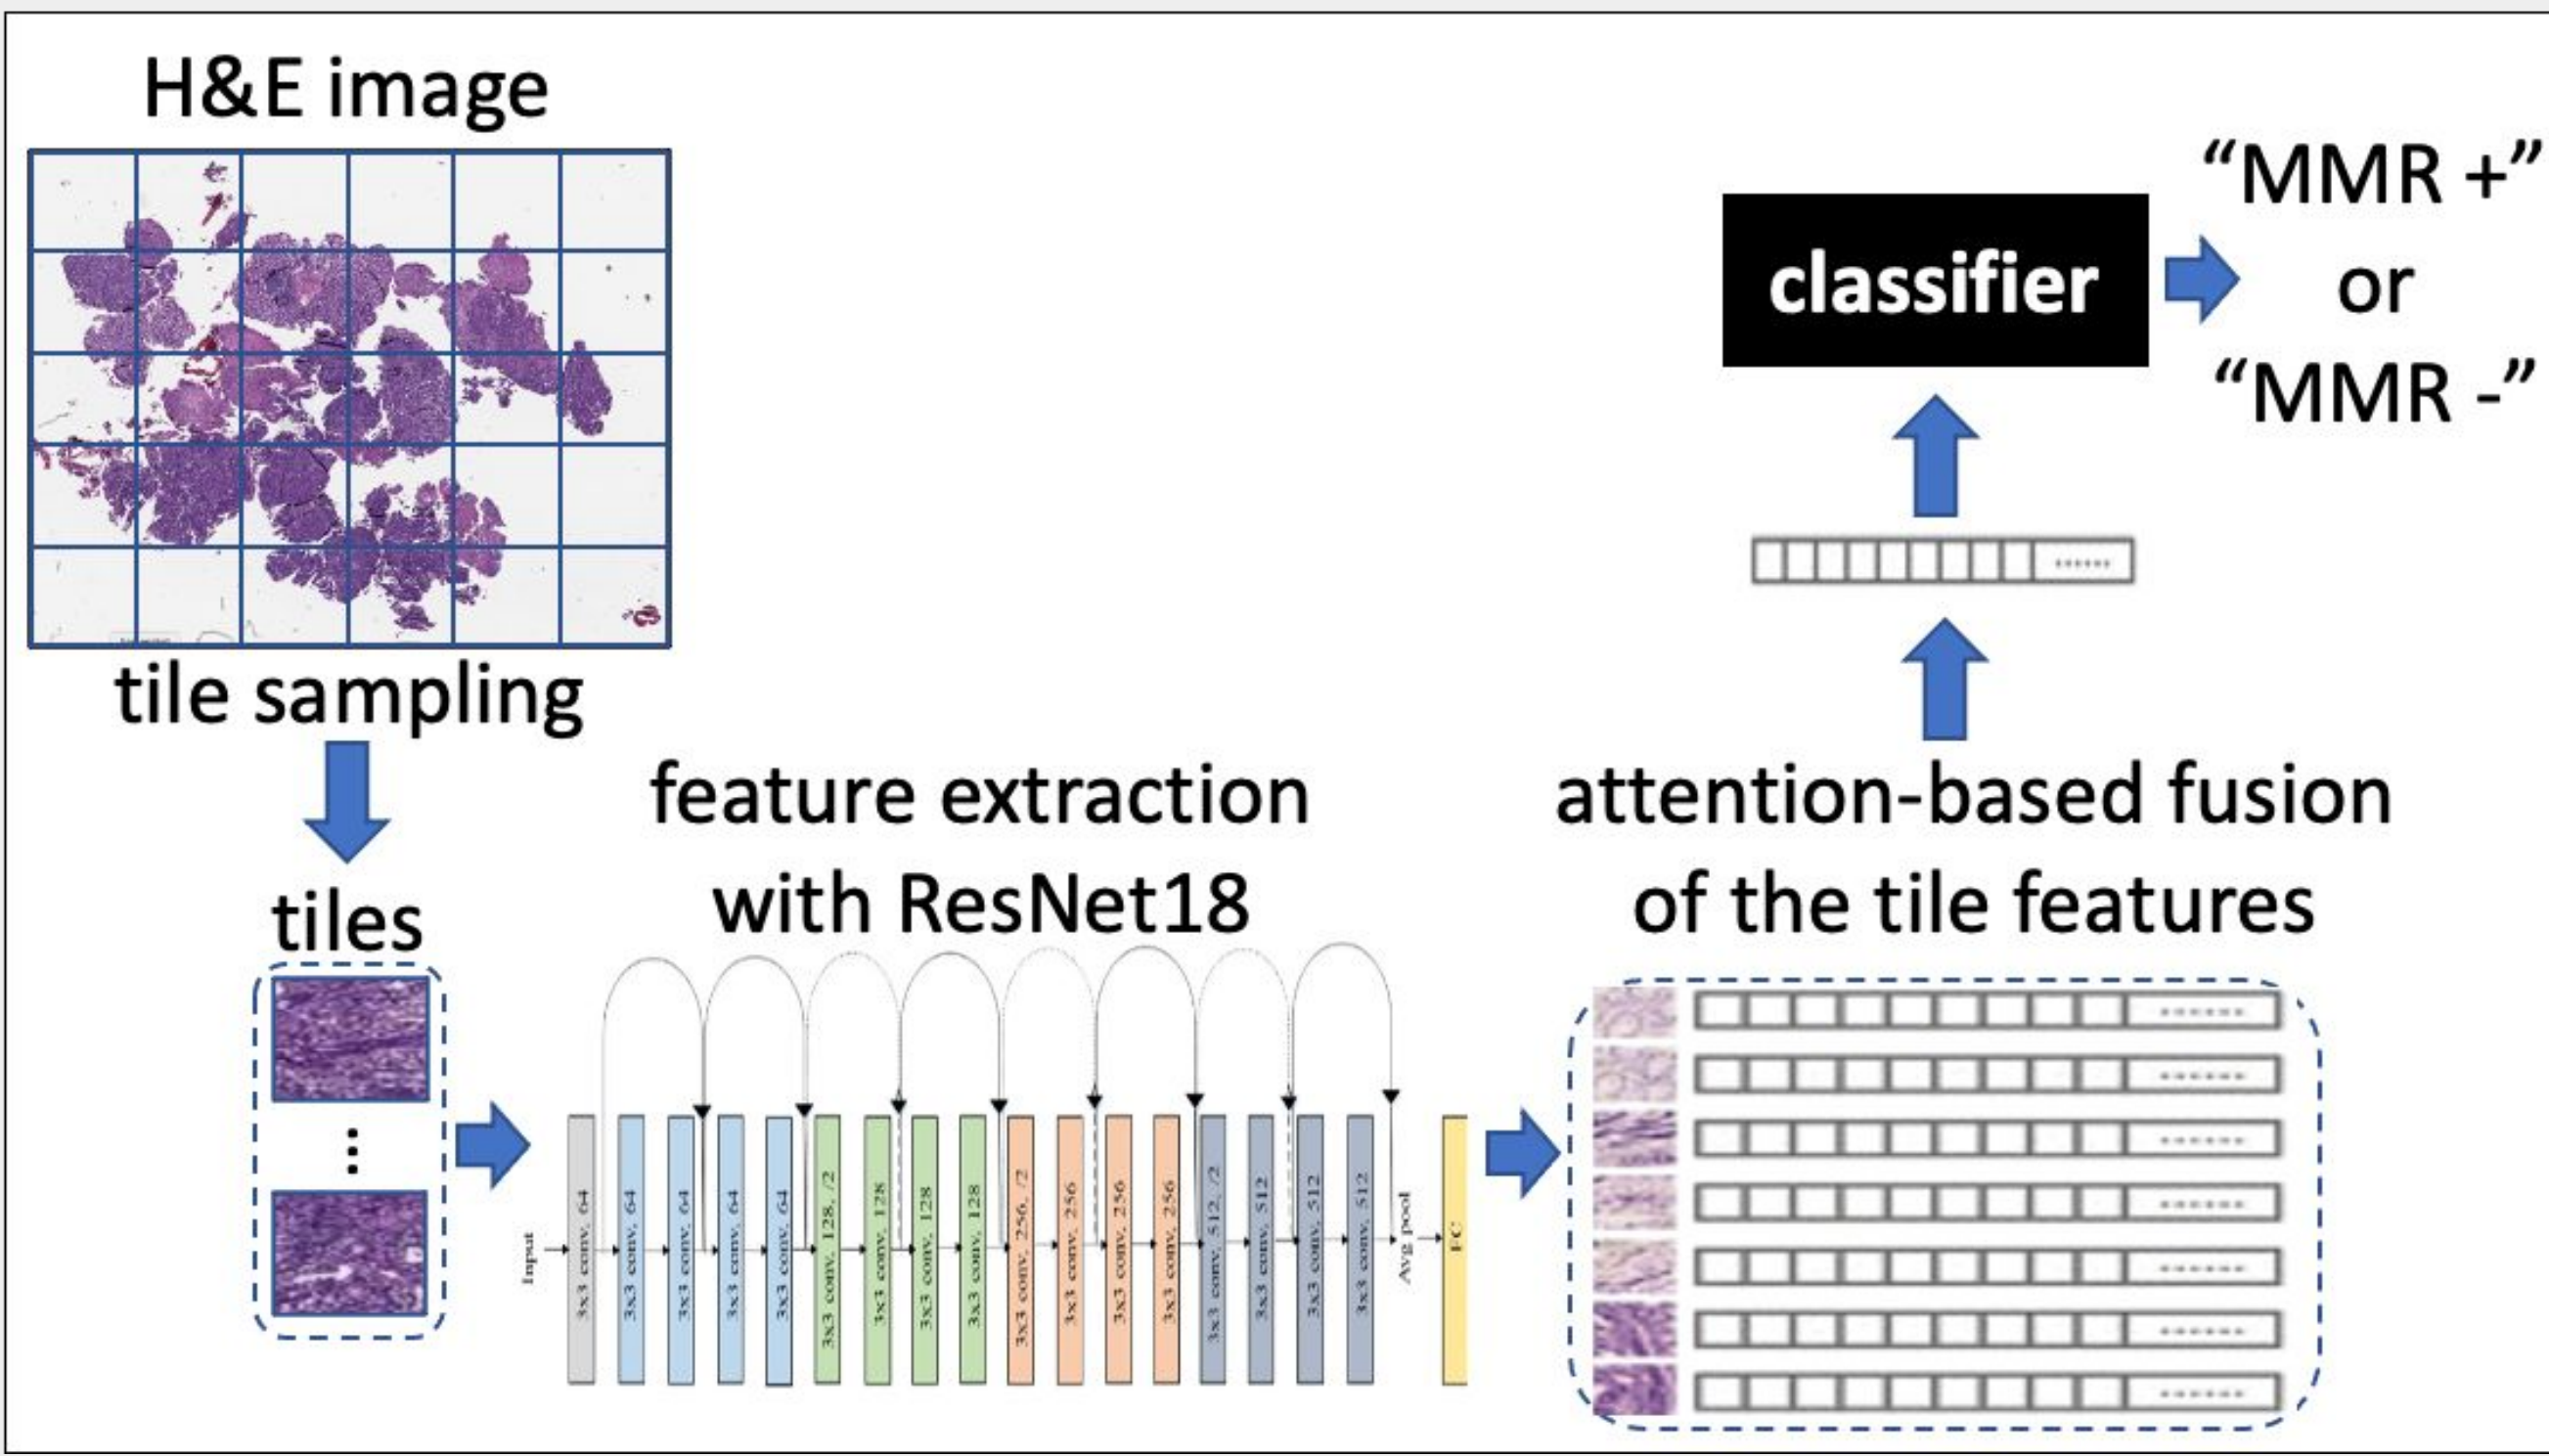 H&E image
tile sampling
tiles
feature extraction
with ResNet18
Input
3x3 conv, 64
3x3 conv, 64
3x3 conv, 64
3x3 conv, 64
3x3 conv, 64
3x3 conv, 128, /2
3x3 conv, 128
3x3 conv, 128
3x3 conv, 128
3x3 conv, 256, /2
3x3 conv, 256
3x3 conv, 256
3x3 conv, 256
3x3 conv, 512, /2
3x3 conv, 512
3x3 conv, 512
3x3 conv, 512
Avg pool
FC
attention-based fusion
of the tile features
classifier
“MMR +”
or
“MMR -”